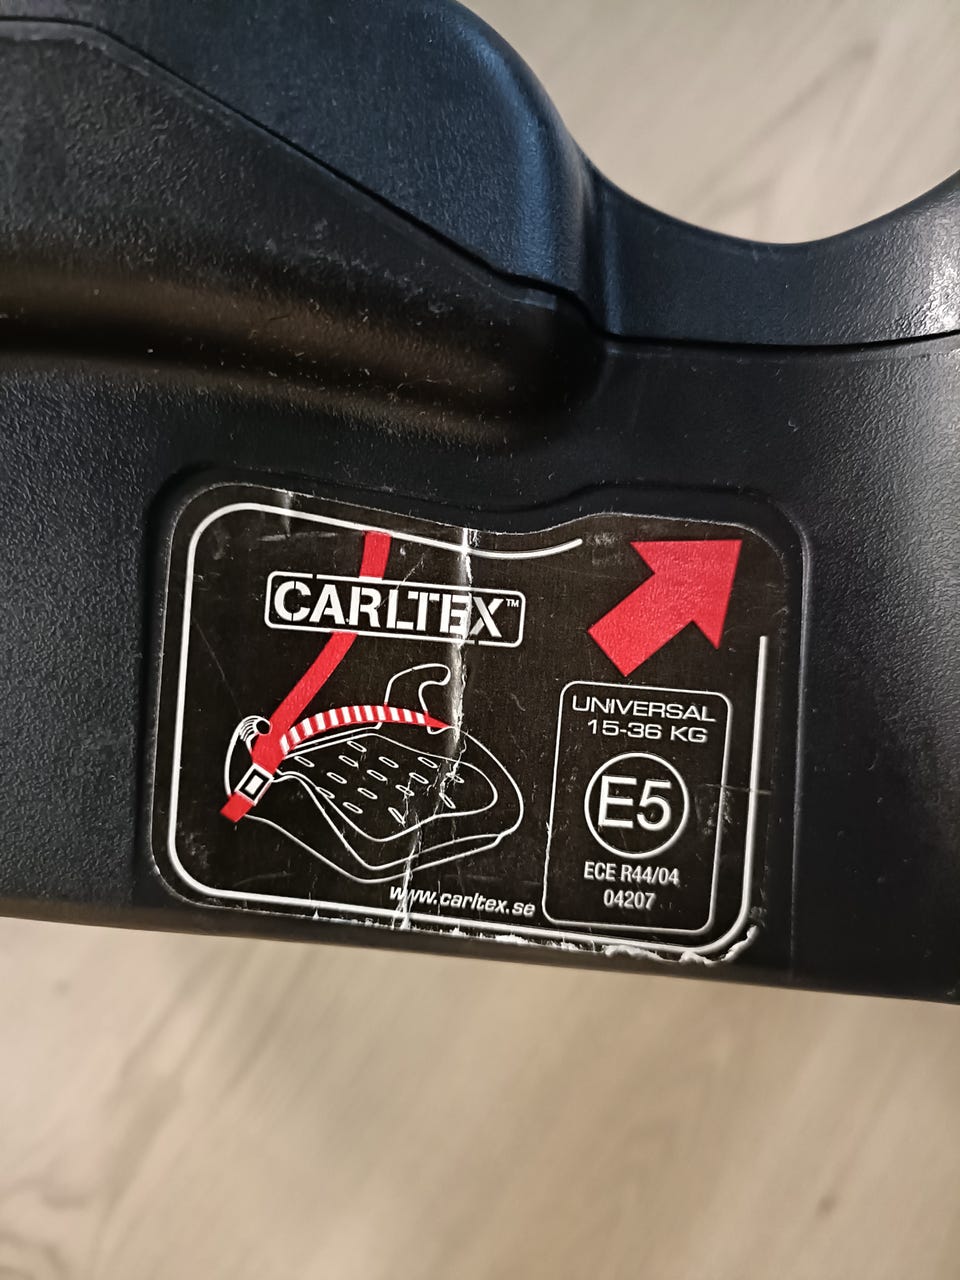 CARLTEX™
UNIVERSAL
15-36 KG
E5
ECE R44/04
04207
www.carltex.se